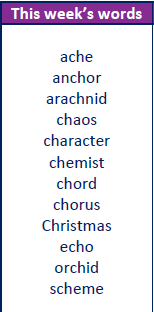 This week's words
ache
anchor
arachnid
chaos
character
chemist
chord
chorus
Christmas
echo
orchid
scheme